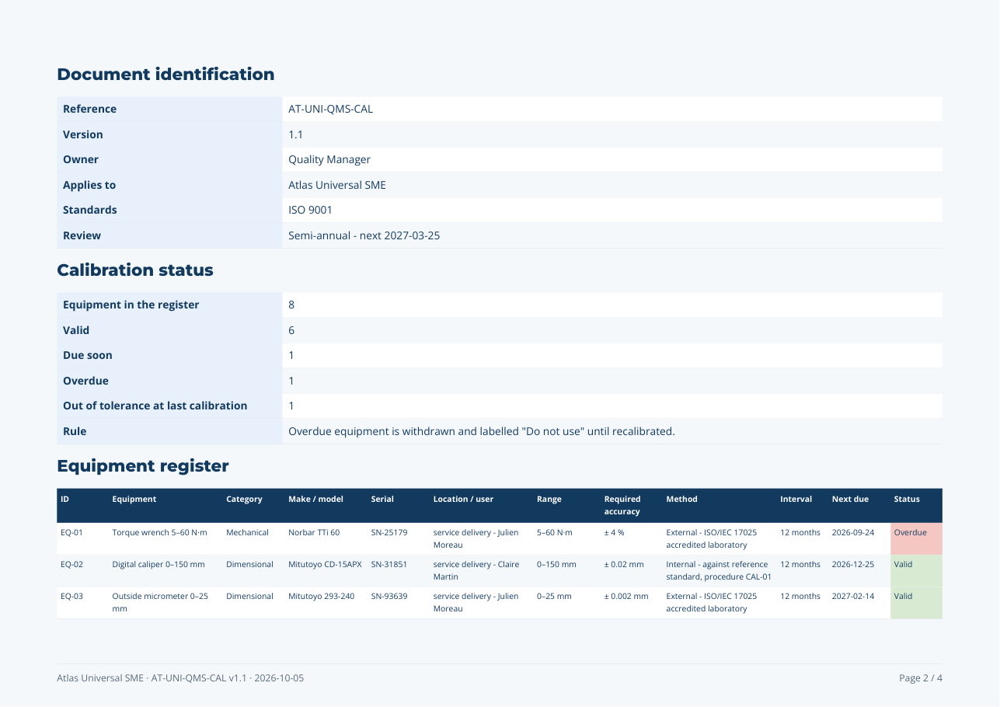 Document identification
Reference AT-UNI-QMS-CAL
Version 1.1
Owner Quality Manager
Applies to Atlas Universal SME
Standards ISO 9001
Review Semi-annual - next 2027-03-25
Calibration status
Equipment in the register 8
Valid 6
Due soon 1
Overdue 1
Out of tolerance at last calibration 1
Rule Overdue equipment is withdrawn and labelled "Do not use" until recalibrated.
Equipment register
ID Equipment Category Make / model Serial Location / user Range Required Method Interval Next due Status
accuracy
EQ-01 Torque wrench 5–60 N·m Mechanical Norbar TTi 60 SN-25179 service delivery - Julien 5–60 N·m ± 4 % External - ISO/IEC 17025 12 months 2026-09-24 Overdue
Moreau accredited laboratory
EQ-02 Digital caliper 0–150 mm Dimensional Mitutoyo CD-15APX SN-31851 service delivery - Claire 0–150 mm ± 0.02 mm Internal - against reference 12 months 2026-12-25 Valid
Martin standard, procedure CAL-01
EQ-03 Outside micrometer 0–25 Dimensional Mitutoyo 293-240 SN-93639 service delivery - Julien 0–25 mm ± 0.002 mm External - ISO/IEC 17025 12 months 2027-02-14 Valid
mm Moreau accredited laboratory
Atlas Universal SME · AT-UNI-QMS-CAL v1.1 · 2026-10-05 Page 2 / 4